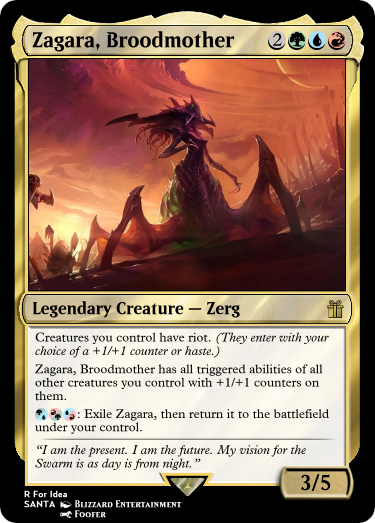 Zagara, Broodmother 2
Legendary Creature — Zerg
Creatures you control have riot. (They enter with your
choice of a +1/+1 counter or haste.)
Zagara, Broodmother has all triggered abilities of all
other creatures you control with +1/+1 counters on
them.
: Exile Zagara, then return it to the battlefield
under your control.
“I am the present. I am the future. My vision for the
Swarm is as day is from night.”
3/5
R For Idea
SANTA Blizzard Entertainment
Foofer